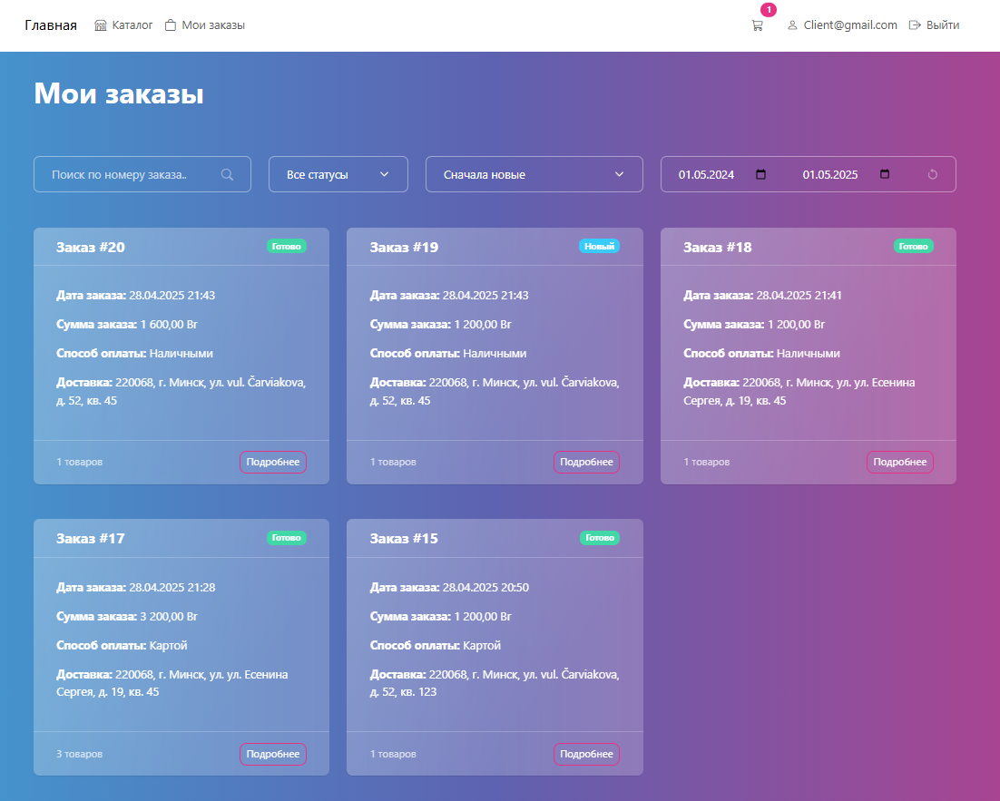 Главная Каталог Мои заказы 1 Client@gmail.com Выйти
Мои заказы
Поиск по номеру заказа.. Все статусы Сначала новые 01.05.2024 01.05.2025
Заказ #20 Готово
Дата заказа: 28.04.2025 21:43
Сумма заказа: 1 600,00 Br
Способ оплаты: Наличными
Доставка: 220068, г. Минск, ул. vul. Čarviakova,
д. 52, кв. 45
1 товаров Подробнее
Заказ #19 Новый
Дата заказа: 28.04.2025 21:43
Сумма заказа: 1 200,00 Br
Способ оплаты: Наличными
Доставка: 220068, г. Минск, ул. vul. Čarviakova,
д. 52, кв. 45
1 товаров Подробнее
Заказ #18 Готово
Дата заказа: 28.04.2025 21:41
Сумма заказа: 1 200,00 Br
Способ оплаты: Наличными
Доставка: 220068, г. Минск, ул. ул. Есенина
Сергея, д. 19, кв. 45
1 товаров Подробнее
Заказ #17 Готово
Дата заказа: 28.04.2025 21:28
Сумма заказа: 3 200,00 Br
Способ оплаты: Картой
Доставка: 220068, г. Минск, ул. ул. Есенина
Сергея, д. 19, кв. 45
3 товаров Подробнее
Заказ #15 Готово
Дата заказа: 28.04.2025 20:50
Сумма заказа: 1 200,00 Br
Способ оплаты: Картой
Доставка: 220068, г. Минск, ул. vul. Čarviakova,
д. 52, кв. 123
1 товаров Подробнее